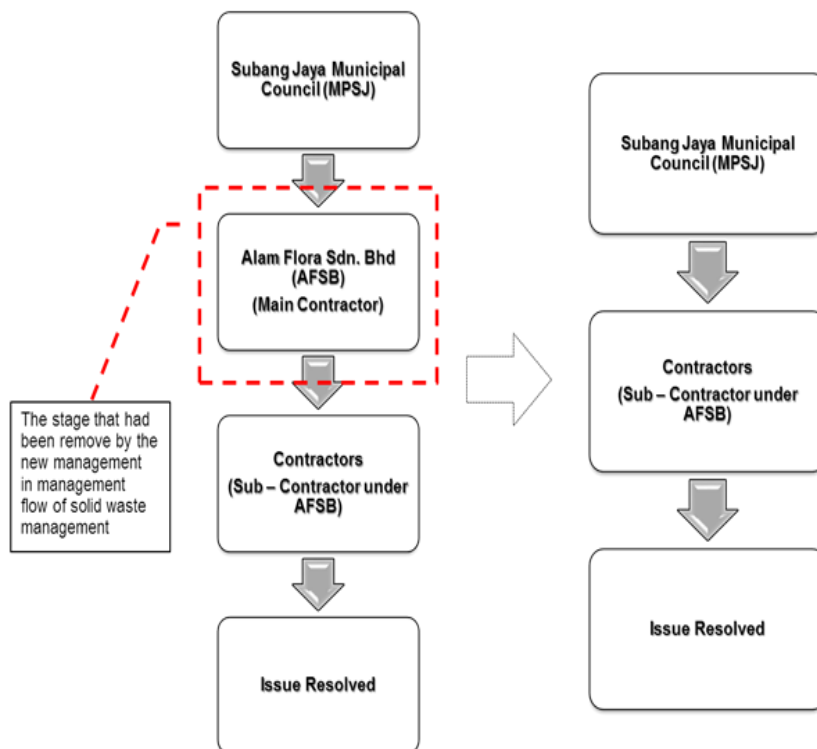 Subang Jaya Municipal
Council (MPSJ)
Alam Flora Sdn. Bhd
(AFSB)
(Main Contractor)
The stage that had
been remove by the
new management
in management
flow of solid waste
management
Contractors
(Sub – Contractor under
AFSB)
Issue Resolved
Subang Jaya Municipal
Council (MPSJ)
Contractors
(Sub – Contractor under
AFSB)
Issue Resolved